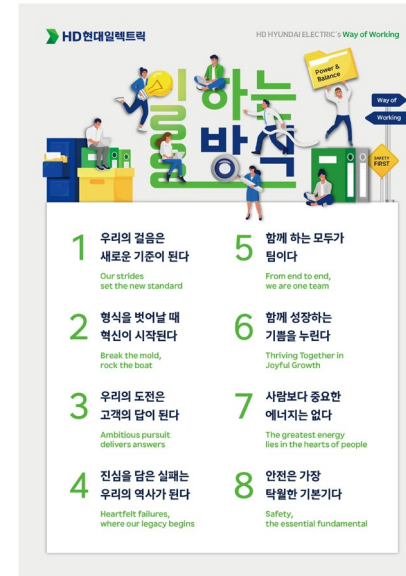 HD현대일렉트릭
HD HYUNDAI ELECTRIC's Way of Working
일하는
방식
Power &
Balance
Way of
Working
SAFETY
FIRST
1
우리의 걸음은
새로운 기준이 된다
Our strides
set the new standard
2
형식을 벗어날 때
혁신이 시작된다
Break the mold,
rock the boat
3
우리의 도전은
고객의 답이 된다
Ambitious pursuit
delivers answers
4
진심을 담은 실패는
우리의 역사가 된다
Heartfelt failures,
where our legacy begins
5
함께 하는 모두가
팀이다
From end to end,
we are one team
6
함께 성장하는
기쁨을 누린다
Thriving Together in
Joyful Growth
7
사람보다 중요한
에너지는 없다
The greatest energy
lies in the hearts of people
8
안전은 가장
탁월한 기본기다
Safety,
the essential fundamental